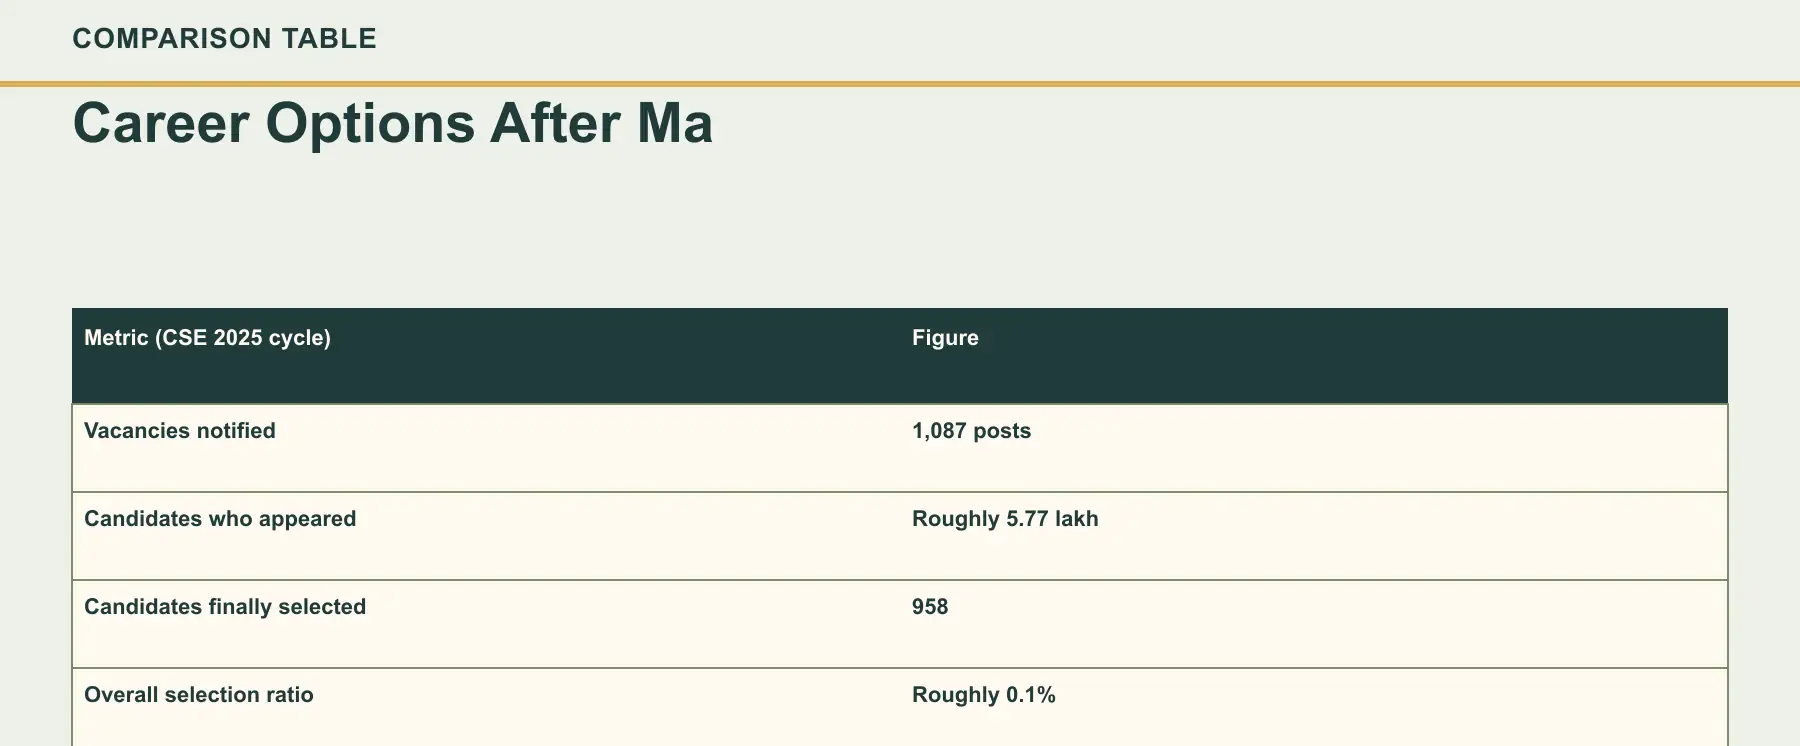 COMPARISON TABLE
Career Options After Ma
Metric (CSE 2025 cycle) Figure
Vacancies notified 1,087 posts
Candidates who appeared Roughly 5.77 lakh
Candidates finally selected 958
Overall selection ratio Roughly 0.1%